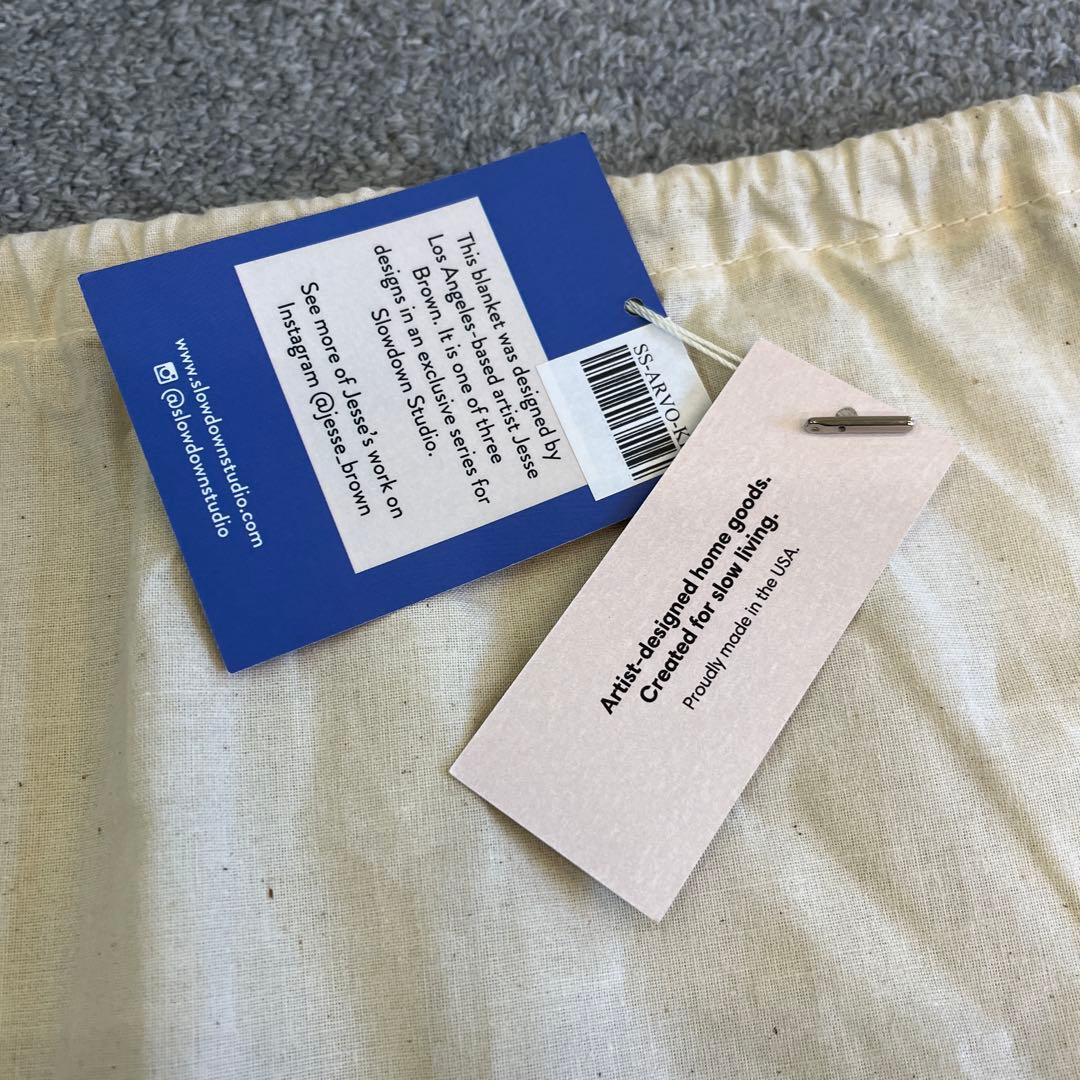 This blanket was designed by
Los Angeles-based artist Jesse
Brown. It is one of three
designs in an exclusive series for
Slowdown Studio.
See more of Jesse's work on
Instagram @jesse_brown
www.slowdownstudio.com
@slowdownstudio
Artist-designed home goods.
Created for slow living.
Proudly made in the USA.